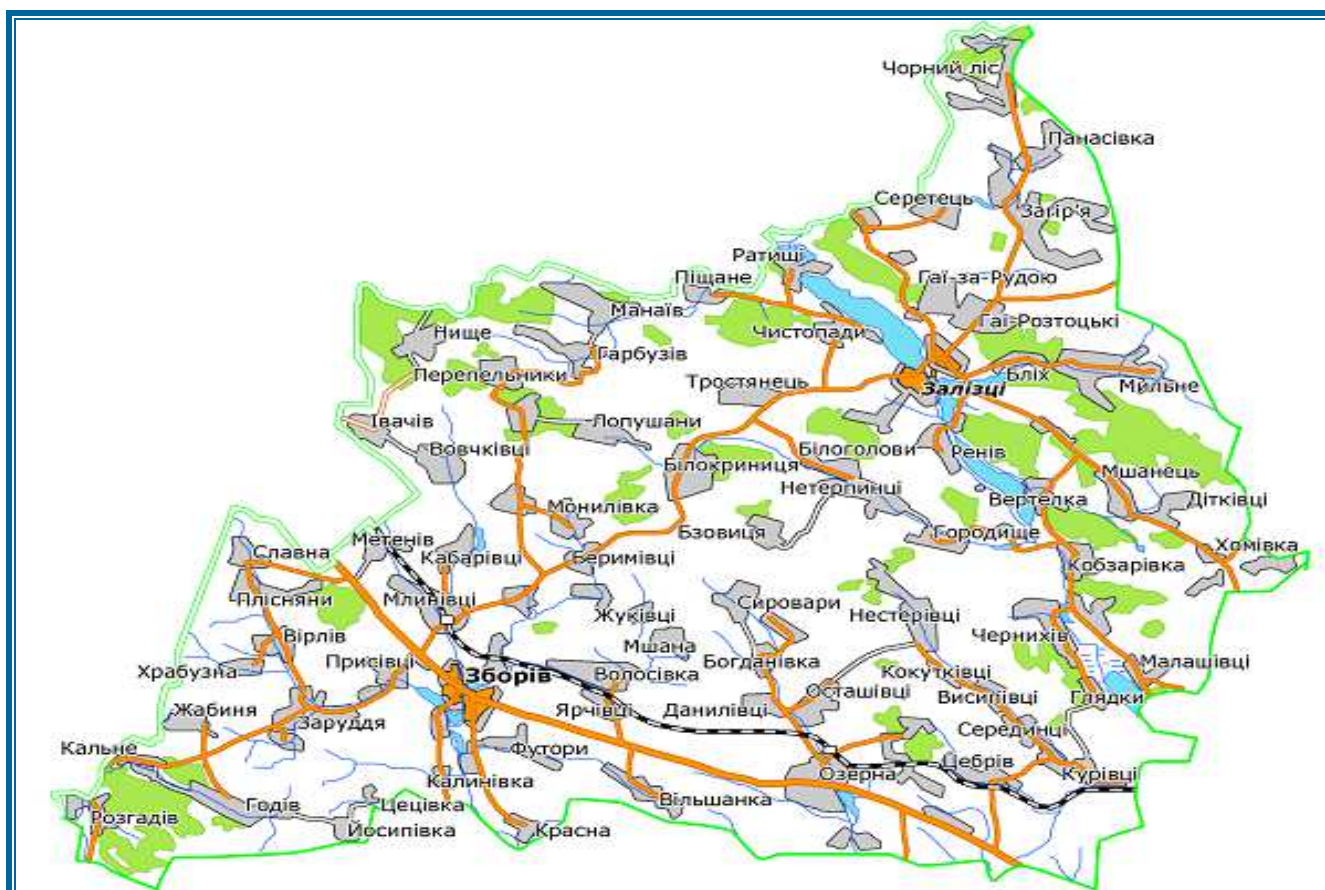 Чорний ліс
Панасівка
Серетець
Загір'я
Ратищі
Піщане
Гаї-за-Рудою
Манаїв
Гаї-Розтоцькі
Чистопади
Нище
Гарбузів
Перепельники
Тростянець
Бліх
Мильне
Залізці
Івачів
Лопушани
Вовчківці
Білоголови
Ренів
Білокриниця
Мшанець
Нетерпинці
Вертелка
Дітківці
Монилівка
Бзовиця
Городище
Метенів
Славна
Кабарівці
Беримівці
Хомівка
Кобзарівка
Плісняни
Млинівці
Жуківці
Сировари
Нестерівці
Вірлів
Чернихів
Мшана
Храбузна
Присівці
Богданівка
Малашівці
Зборів
Волосівка
Кокутківці
Осташівці
Висипівці
Глядки
Жабиня
Заруддя
Ярчівці
Данилівці
Серединці
Кальне
Футори
Озерна
Цебрів
Курівці
Калинівка
Розгадів
Годів
Цецівка
Вільшанка
Йосипівка
Красна